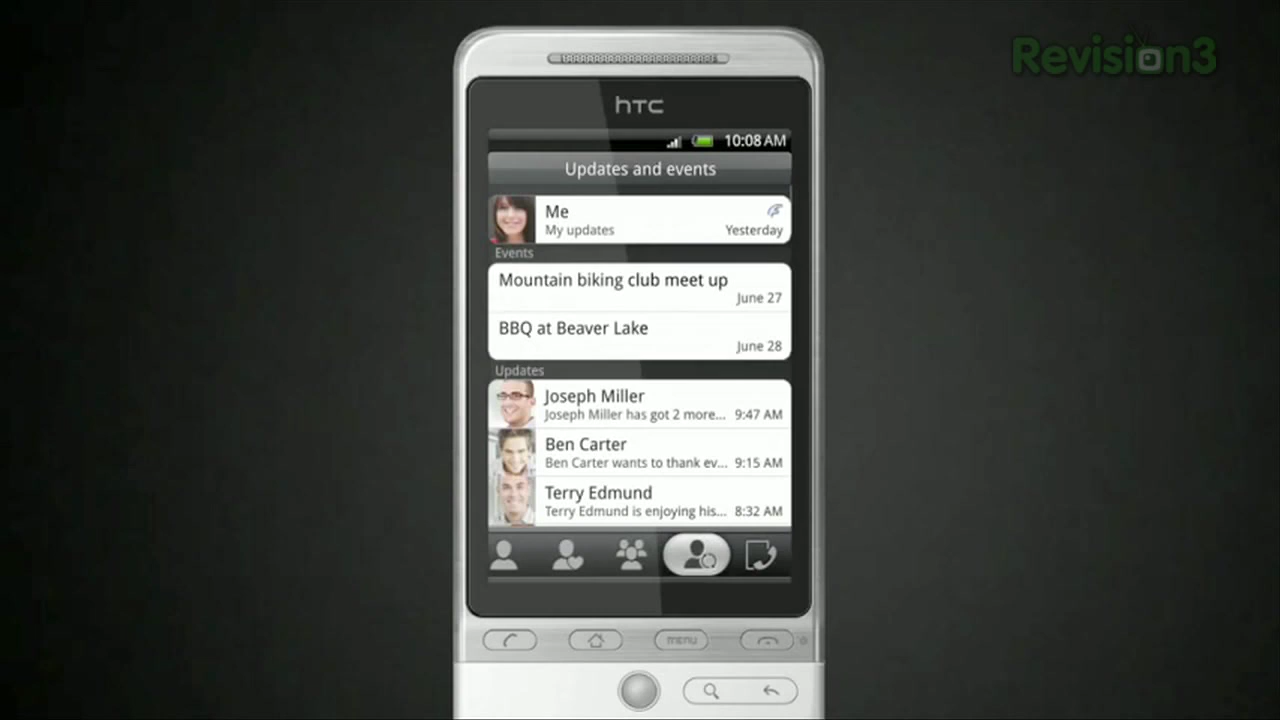 Revision3
hTC
10:08 AM
Updates and events
Me
My updates
Yesterday
Events
Mountain biking club meet up
June 27
BBQ at Beaver Lake
June 28
Updates
Joseph Miller
Joseph Miller has got 2 more... 9:47 AM
Ben Carter
Ben Carter wants to thank ev... 9:15 AM
Terry Edmund
Terry Edmund is enjoying his... 8:32 AM
MENU